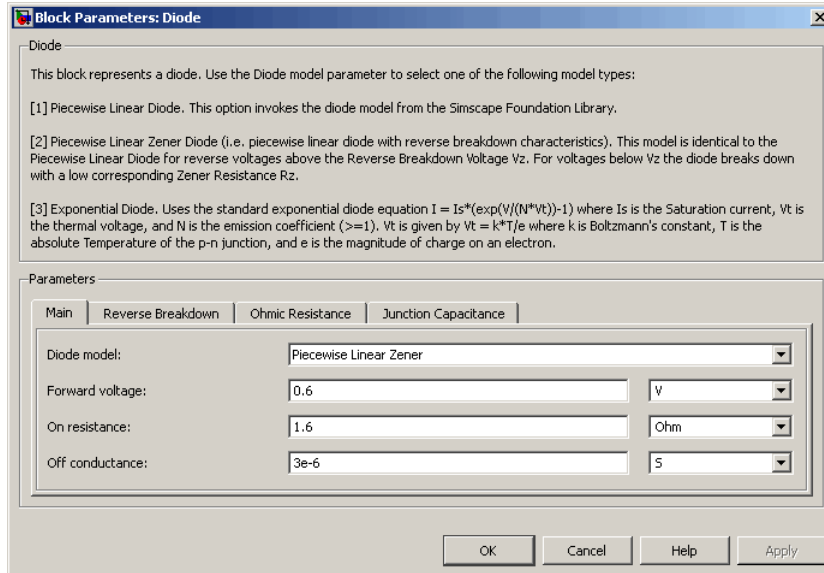 Block Parameters: Diode
Diode
This block represents a diode. Use the Diode model parameter to select one of the following model types:
[1] Piecewise Linear Diode. This option invokes the diode model from the Simscape Foundation Library.
[2] Piecewise Linear Zener Diode (i.e. piecewise linear diode with reverse breakdown characteristics). This model is identical to the
Piecewise Linear Diode for reverse voltages above the Reverse Breakdown Voltage Vz. For voltages below Vz the diode breaks down
with a low corresponding Zener Resistance Rz.
[3] Exponential Diode. Uses the standard exponential diode equation I = Is*(exp(V/(N*Vt))-1) where Is is the Saturation current, Vt is
the thermal voltage, and N is the emission coefficient (>=1). Vt is given by Vt = k*T/e where k is Boltzmann's constant, T is the
absolute Temperature of the p-n junction, and e is the magnitude of charge on an electron.
Parameters
Main Reverse Breakdown Ohmic Resistance Junction Capacitance
Diode model: Piecewise Linear Zener
Forward voltage: 0.6 V
On resistance: 1.6 Ohm
Off conductance: 3e-6 S
OK Cancel Help Apply